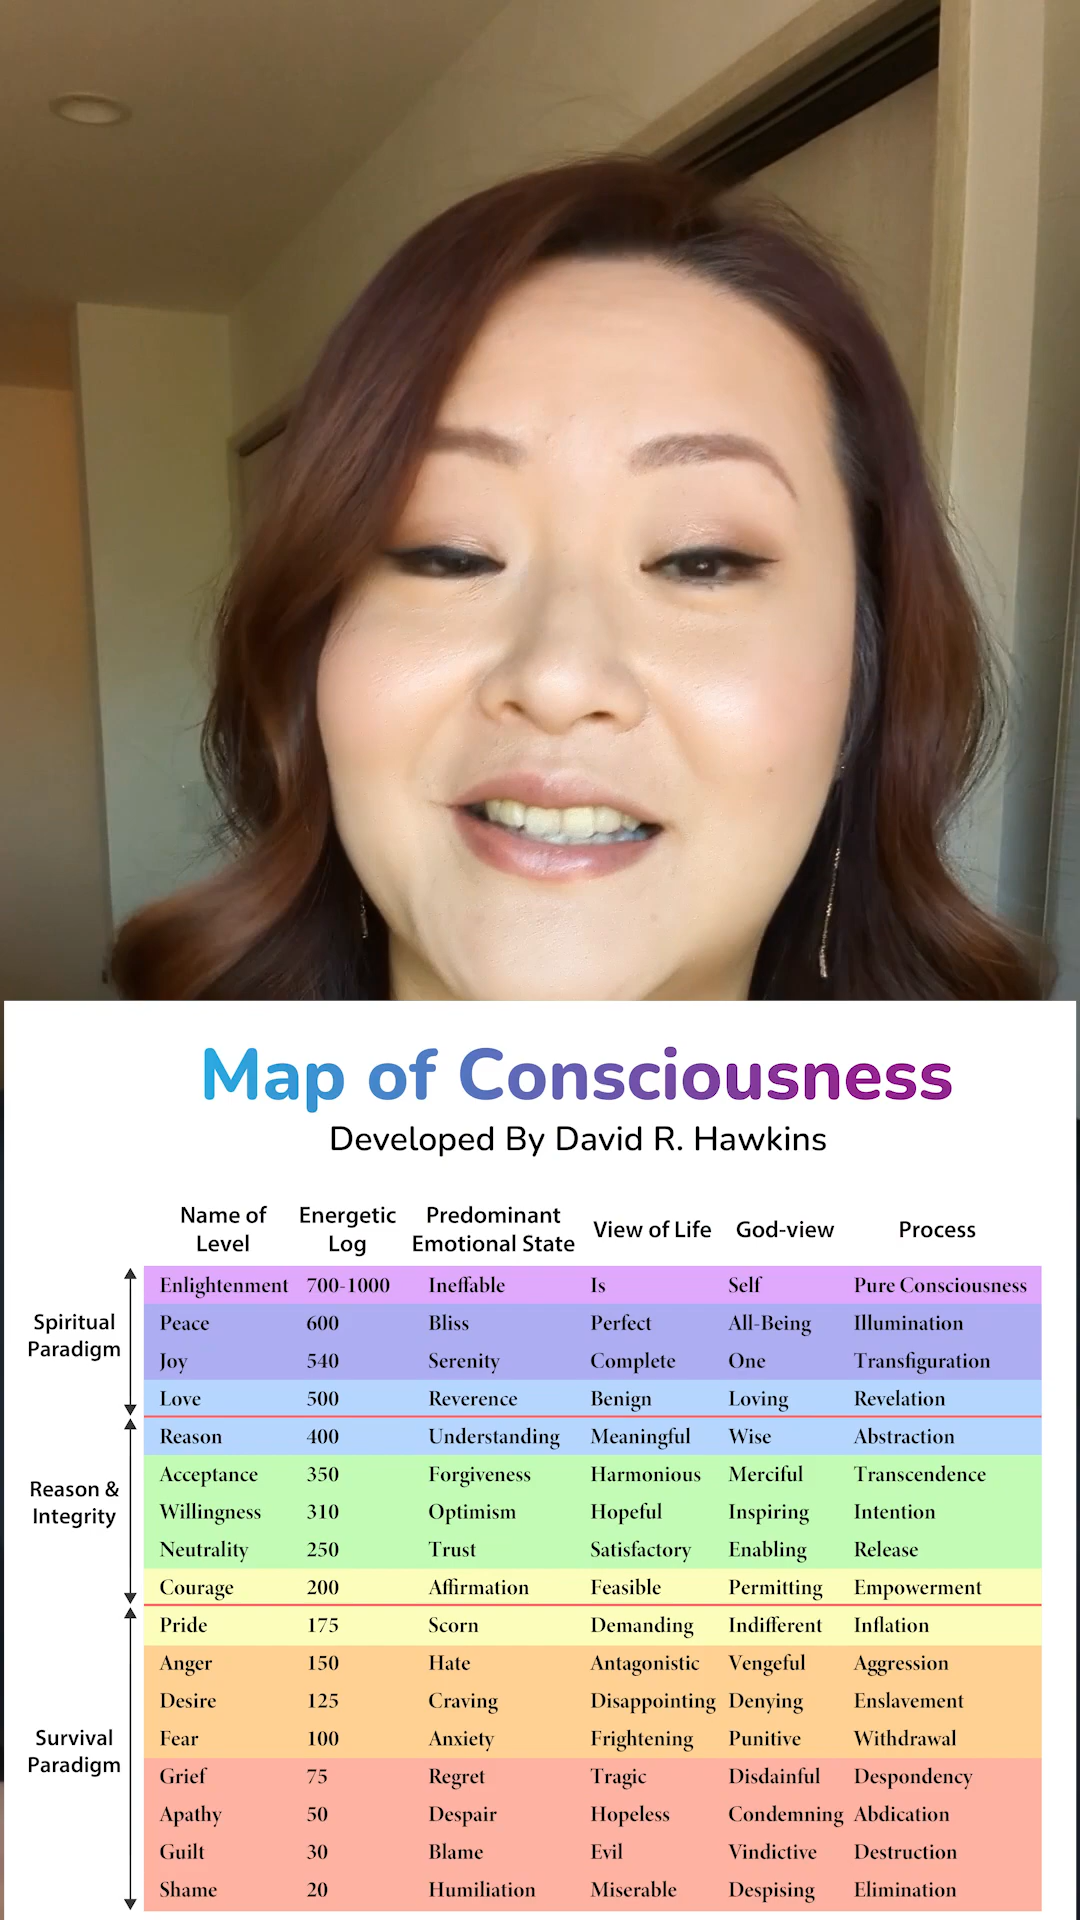 Map of Consciousness
Developed By David R. Hawkins
Name of Level Energetic Log Predominant Emotional State View of Life God-view Process
Spiritual Paradigm
Enlightenment 700-1000 Ineffable Is Self Pure Consciousness
Peace 600 Bliss Perfect All-Being Illumination
Joy 540 Serenity Complete One Transfiguration
Love 500 Reverence Benign Loving Revelation
Reason & Integrity
Reason 400 Understanding Meaningful Wise Abstraction
Acceptance 350 Forgiveness Harmonious Merciful Transcendence
Willingness 310 Optimism Hopeful Inspiring Intention
Neutrality 250 Trust Satisfactory Enabling Release
Courage 200 Affirmation Feasible Permitting Empowerment
Survival Paradigm
Pride 175 Scorn Demanding Indifferent Inflation
Anger 150 Hate Antagonistic Vengeful Aggression
Desire 125 Craving Disappointing Denying Enslavement
Fear 100 Anxiety Frightening Punitive Withdrawal
Grief 75 Regret Tragic Disdainful Despondency
Apathy 50 Despair Hopeless Condemning Abdication
Guilt 30 Blame Evil Vindictive Destruction
Shame 20 Humiliation Miserable Despising Elimination